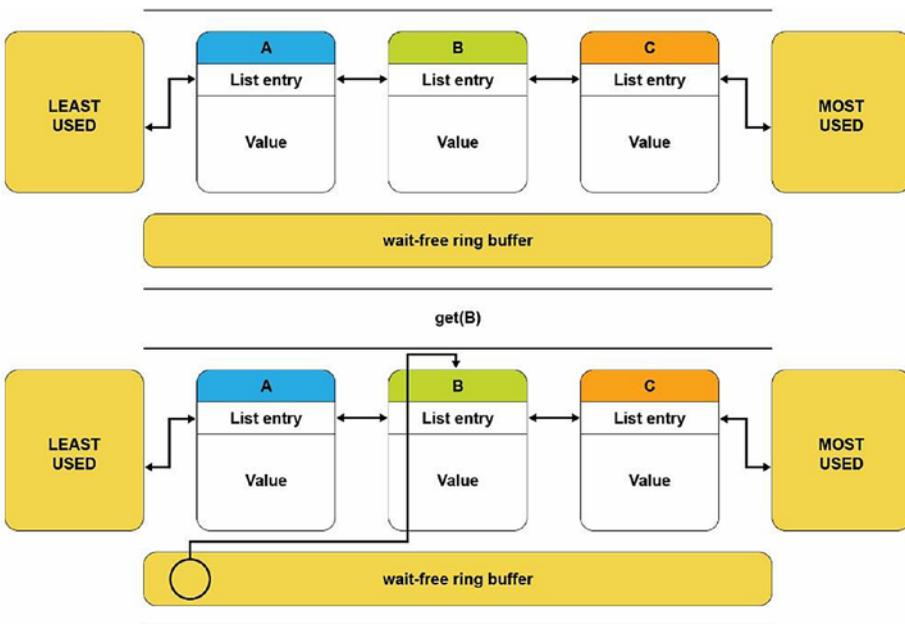 A B C
LEAST
USED
List entry List entry List entry
MOST
USED
Value Value Value
wait-free ring buffer
get(B)
A B C
LEAST
USED
List entry List entry List entry
MOST
USED
Value Value Value
wait-free ring buffer